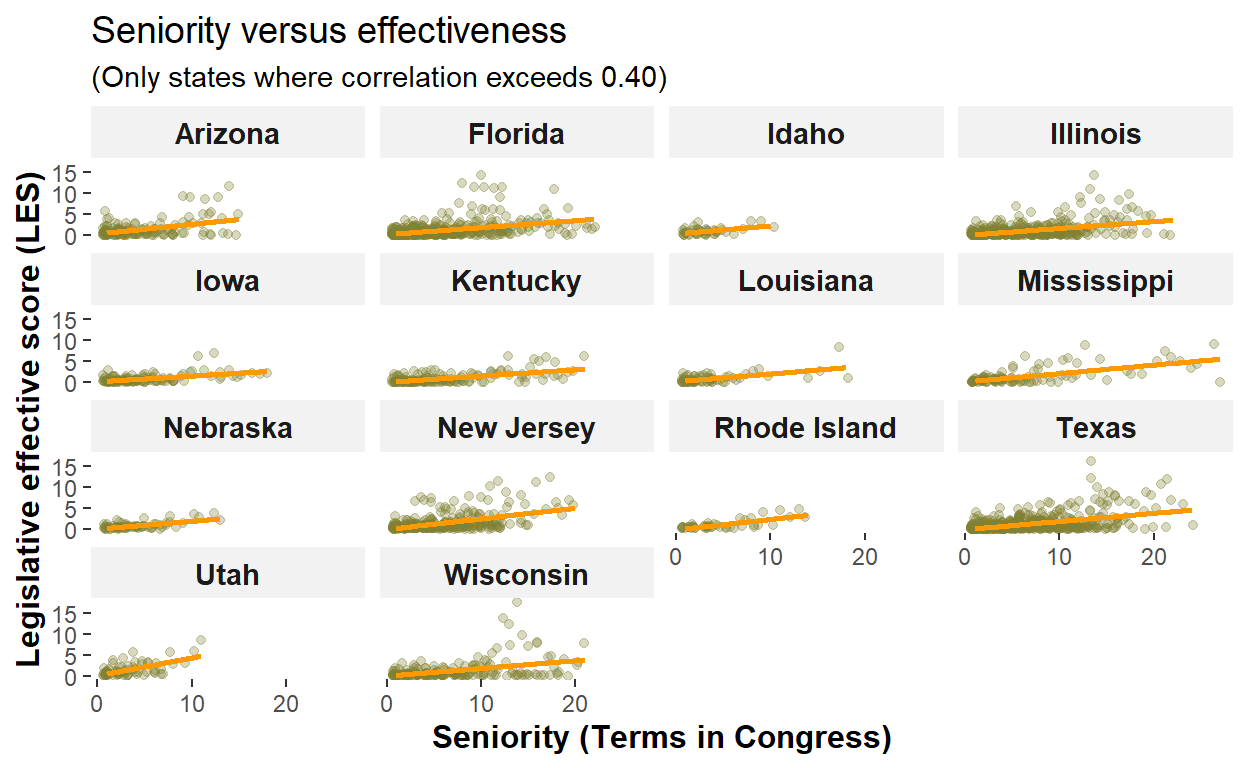 Seniority versus effectiveness
(Only states where correlation exceeds 0.40)
Legislative effective score (LES)
Arizona
Florida
Idaho
Illinois
15
10
5
0
Iowa
Kentucky
Louisiana
Mississippi
15
10
5
0
Nebraska
New Jersey
Rhode Island
Texas
15
10
5
0
0 10 20
0 10 20
Utah
Wisconsin
15
10
5
0
0 10 20
0 10 20
Seniority (Terms in Congress)